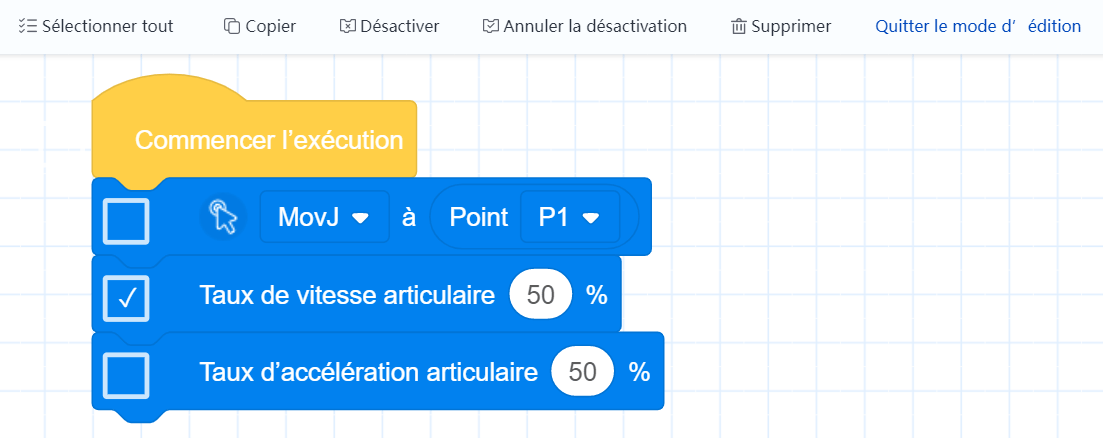 Sélectionner tout Copier Désactiver Annuler la désactivation Supprimer Quitter le mode d’édition
Commencer l’exécution
MovJ à Point P1
Taux de vitesse articulaire 50 %
Taux d’accélération articulaire 50 %